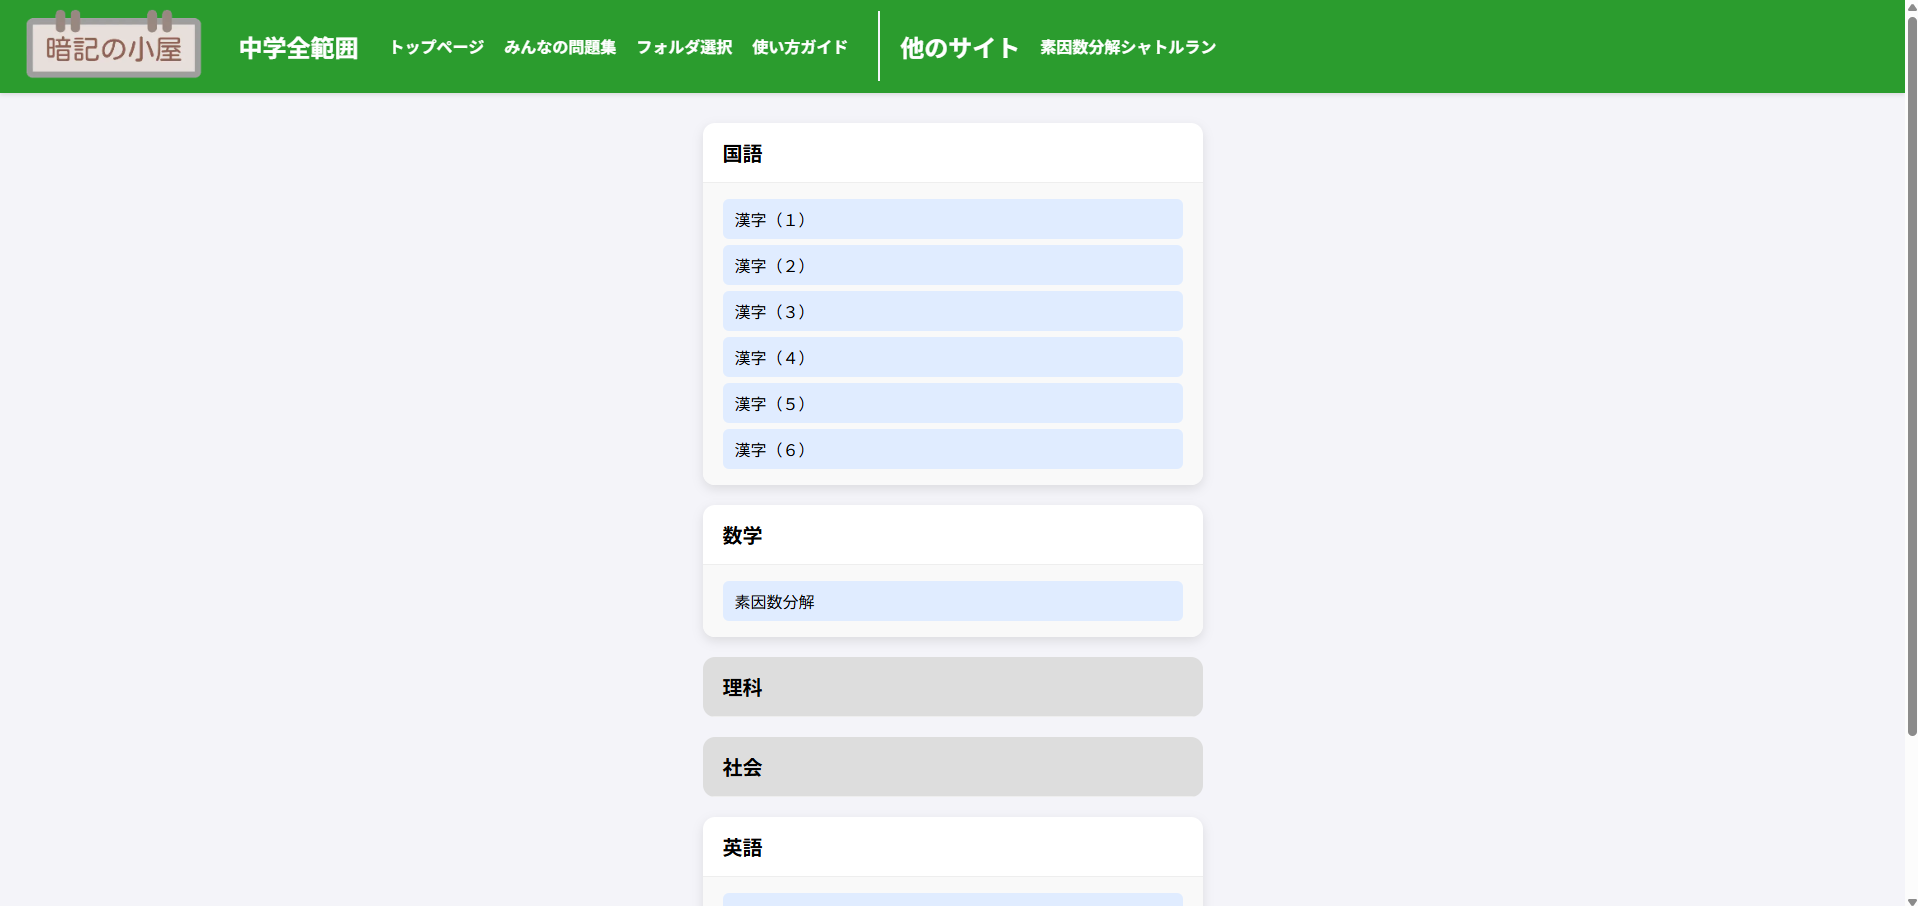 暗記の小屋
中学全範囲 トップページ みんなの問題集 フォルダ選択 使い方ガイド 他のサイト 素因数分解シャトルラン
国語
漢字（１）
漢字（２）
漢字（３）
漢字（４）
漢字（５）
漢字（６）
数学
素因数分解
理科
社会
英語